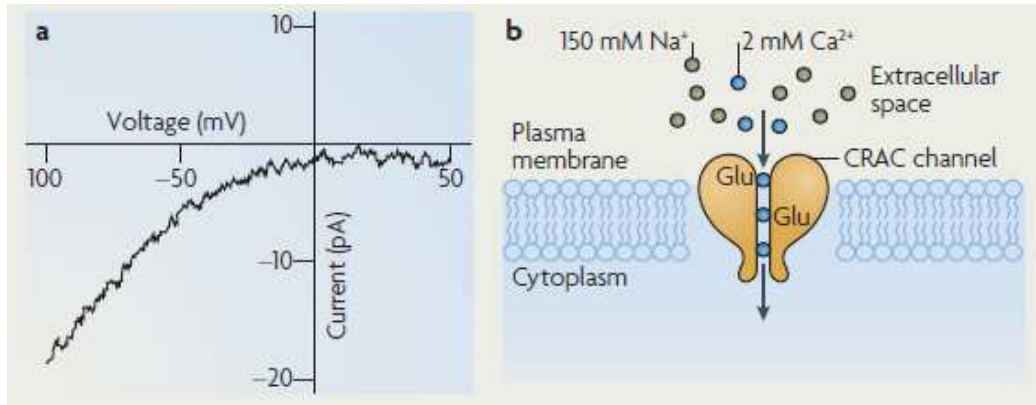 a
10
Voltage (mV)
100
–50
50
–10
Current (pA)
–20
b
150 mM Na⁺
2 mM Ca²⁺
Extracellular
space
Plasma
membrane
CRAC channel
Glu
Glu
Cytoplasm